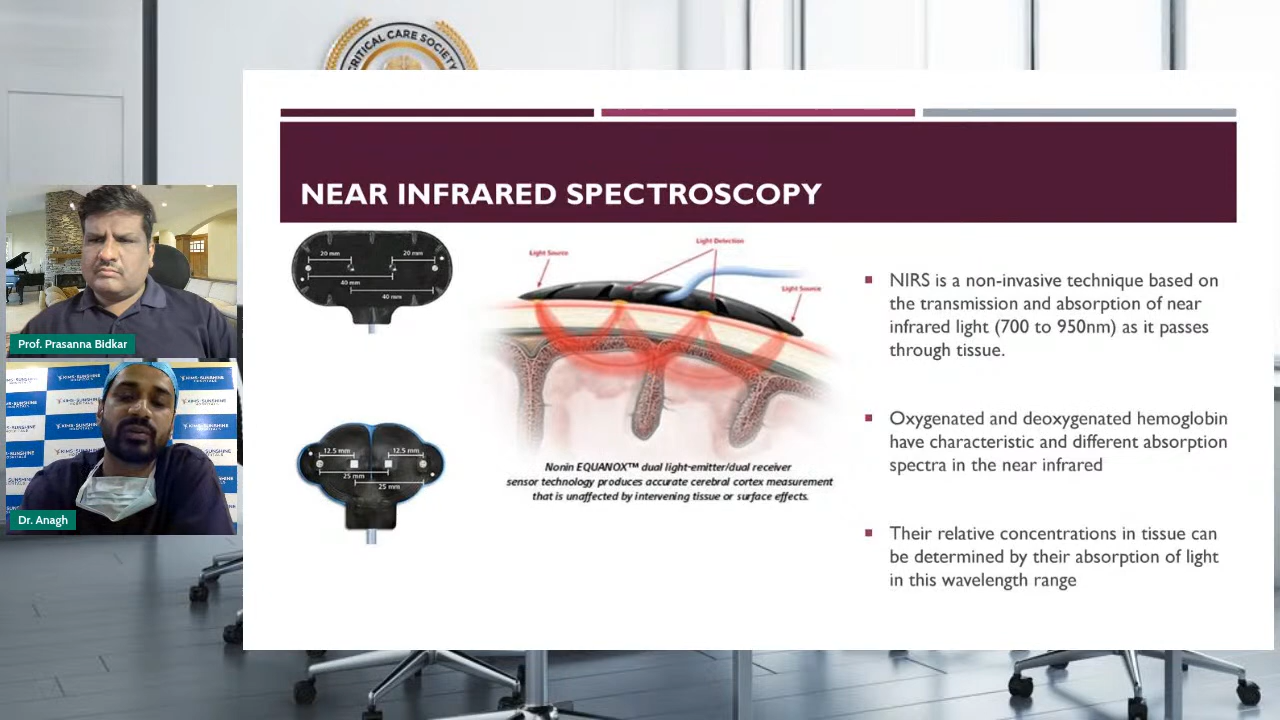 CRITICAL CARE SOCIETY
NEAR INFRARED SPECTROSCOPY
20 mm
20 mm
40 mm
40 mm
Light Source
Light Detection
Light Source
12.5 mm
12.5 mm
25 mm
25 mm
Nonin EQUANOX™ dual light-emitter/dual receiver
sensor technology produces accurate cerebral cortex measurement
that is unaffected by intervening tissue or surface effects.
▪ NIRS is a non-invasive technique based on
the transmission and absorption of near
infrared light (700 to 950nm) as it passes
through tissue.
▪ Oxygenated and deoxygenated hemoglobin
have characteristic and different absorption
spectra in the near infrared
▪ Their relative concentrations in tissue can
be determined by their absorption of light
in this wavelength range
Prof. Prasanna Bidkar
KIMS-SUNSHINE
HOSPITALS
Dr. Anagh